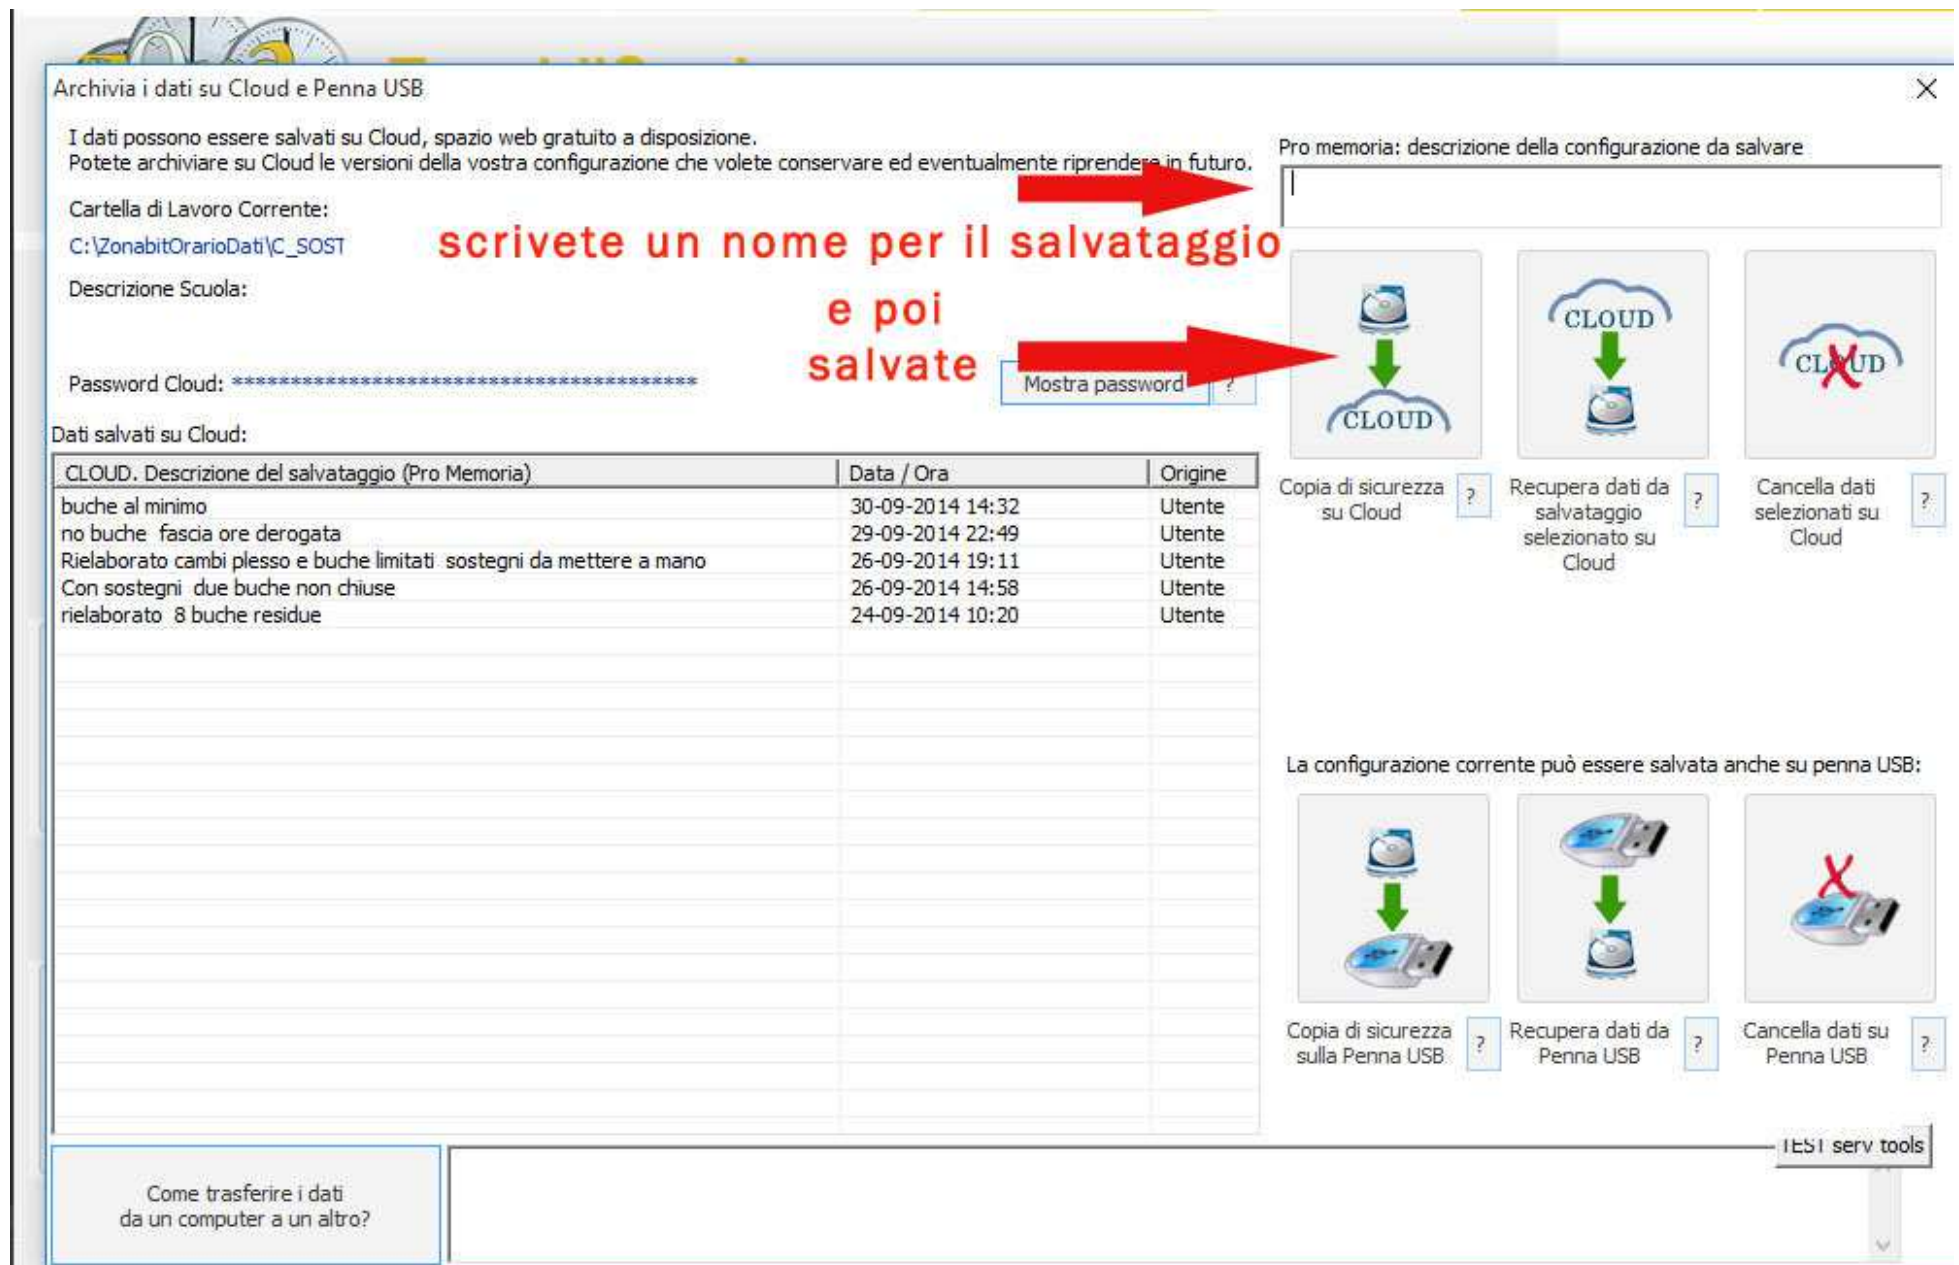 Archivia i dati su Cloud e Penna USB
I dati possono essere salvati su Cloud, spazio web gratuito a disposizione.
Potete archiviare su Cloud le versioni della vostra configurazione che volete conservare ed eventualmente riprendere in futuro.
Pro memoria: descrizione della configurazione da salvare
Cartella di Lavoro Corrente:
C:\ZonabitOrarioDati\C_SOST
scrivete un nome per il salvataggio
Descrizione Scuola:
e poi
salvate
Password Cloud: ****************************************
Mostra password
?
CLOUD
CLOUD
CLOUD
Dati salvati su Cloud:
CLOUD. Descrizione del salvataggio (Pro Memoria) Data / Ora Origine
buche al minimo 30-09-2014 14:32 Utente
no buche fascia ore derogata 29-09-2014 22:49 Utente
Rielaborato cambi plesso e buche limitati sostegni da mettere a mano 26-09-2014 19:11 Utente
Con sostegni due buche non chiuse 26-09-2014 14:58 Utente
rielaborato 8 buche residue 24-09-2014 10:20 Utente
Copia di sicurezza
su Cloud
?
Recupera dati da
salvataggio
selezionato su
Cloud
?
Cancella dati
selezionati su
Cloud
?
La configurazione corrente può essere salvata anche su penna USB:
Copia di sicurezza
sulla Penna USB
?
Recupera dati da
Penna USB
?
Cancella dati su
Penna USB
?
TEST serv tools
Come trasferire i dati
da un computer a un altro?